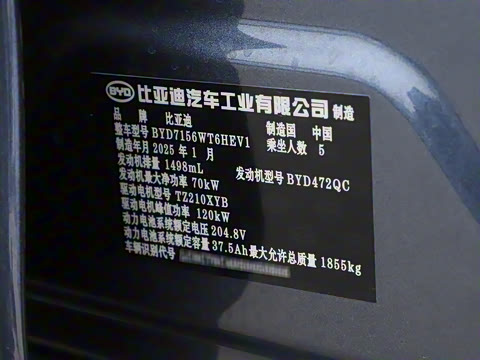 BYD 比亚迪汽车工业有限公司 制造
品牌 比亚迪 制造国 中国
整车型号 BYD7156WT6HEV1 乘坐人数 5
制造年月 2025 年 1 月
发动机排量 1498mL 发动机型号 BYD472QC
发动机最大净功率 70kW
驱动电机型号 TZ210XYB
驱动电机峰值功率 120kW
动力电池系统额定电压 204.8V
动力电池系统额定容量 37.5Ah 最大允许总质量 1855kg
车辆识别代号